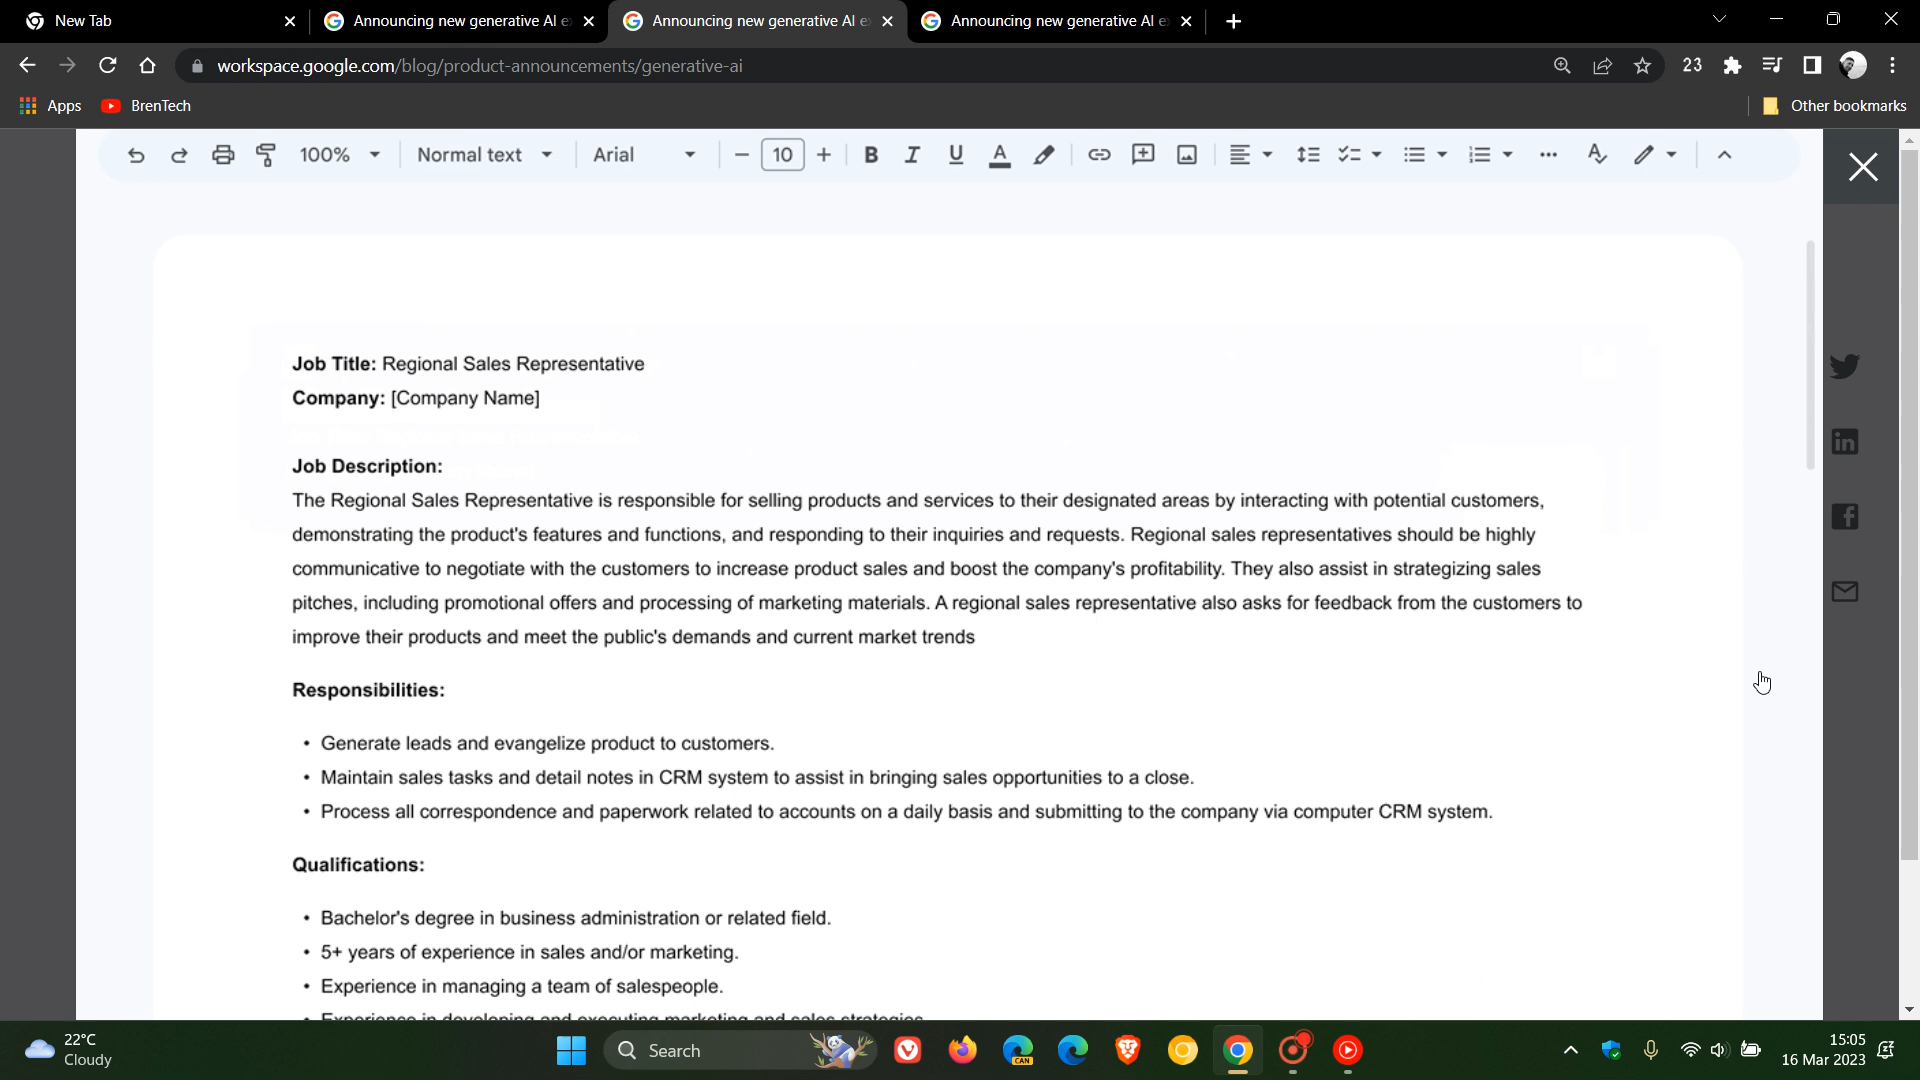 New Tab
Announcing new generative AI e
Announcing new generative AI e
Announcing new generative AI e
workspace.google.com/blog/product-announcements/generative-ai
23
Apps
BrenTech
Other bookmarks
100%
Normal text
Arial
10
B
I
U
A
Job Title: Regional Sales Representative
Company: [Company Name]
Job Description:
The Regional Sales Representative is responsible for selling products and services to their designated areas by interacting with potential customers,
demonstrating the product's features and functions, and responding to their inquiries and requests. Regional sales representatives should be highly
communicative to negotiate with the customers to increase product sales and boost the company's profitability. They also assist in strategizing sales
pitches, including promotional offers and processing of marketing materials. A regional sales representative also asks for feedback from the customers to
improve their products and meet the public's demands and current market trends
Responsibilities:
• Generate leads and evangelize product to customers.
• Maintain sales tasks and detail notes in CRM system to assist in bringing sales opportunities to a close.
• Process all correspondence and paperwork related to accounts on a daily basis and submitting to the company via computer CRM system.
Qualifications:
• Bachelor's degree in business administration or related field.
• 5+ years of experience in sales and/or marketing.
• Experience in managing a team of salespeople.
• Experience in developing and executing marketing and sales strategies
22°C
Cloudy
Search
CAN
15:05
16 Mar 2023